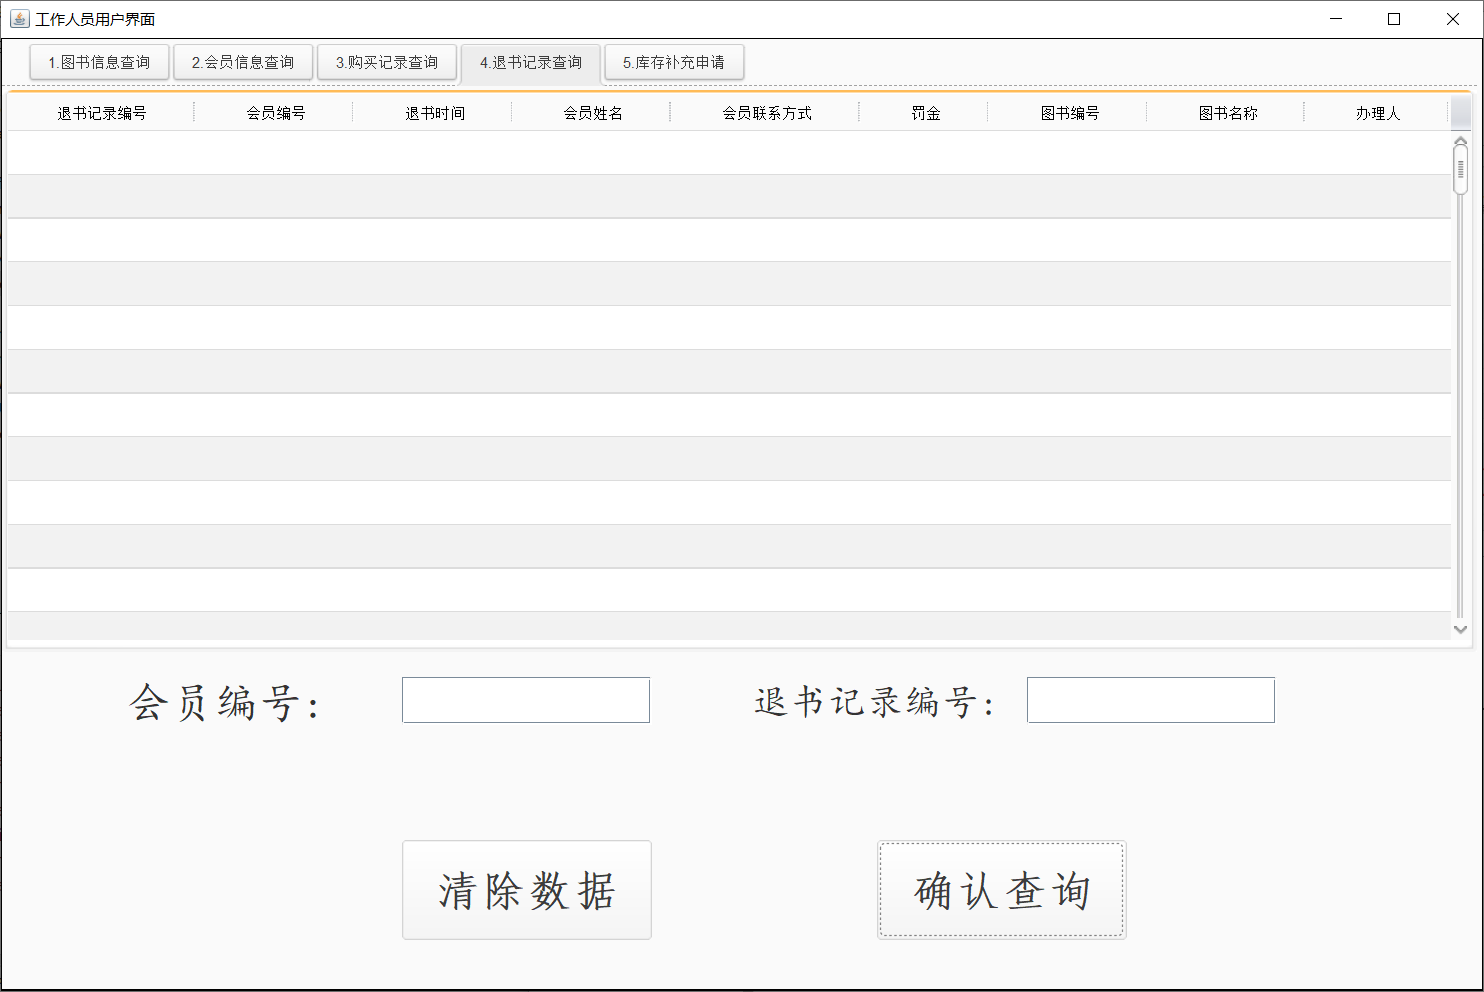 工作人员用户界面
1.图书信息查询 2.会员信息查询 3.购买记录查询 4.退书记录查询 5.库存补充申请
退书记录编号 会员编号 退书时间 会员姓名 会员联系方式 罚金 图书编号 图书名称 办理人
会员编号： 退书记录编号：
清除数据 确认查询